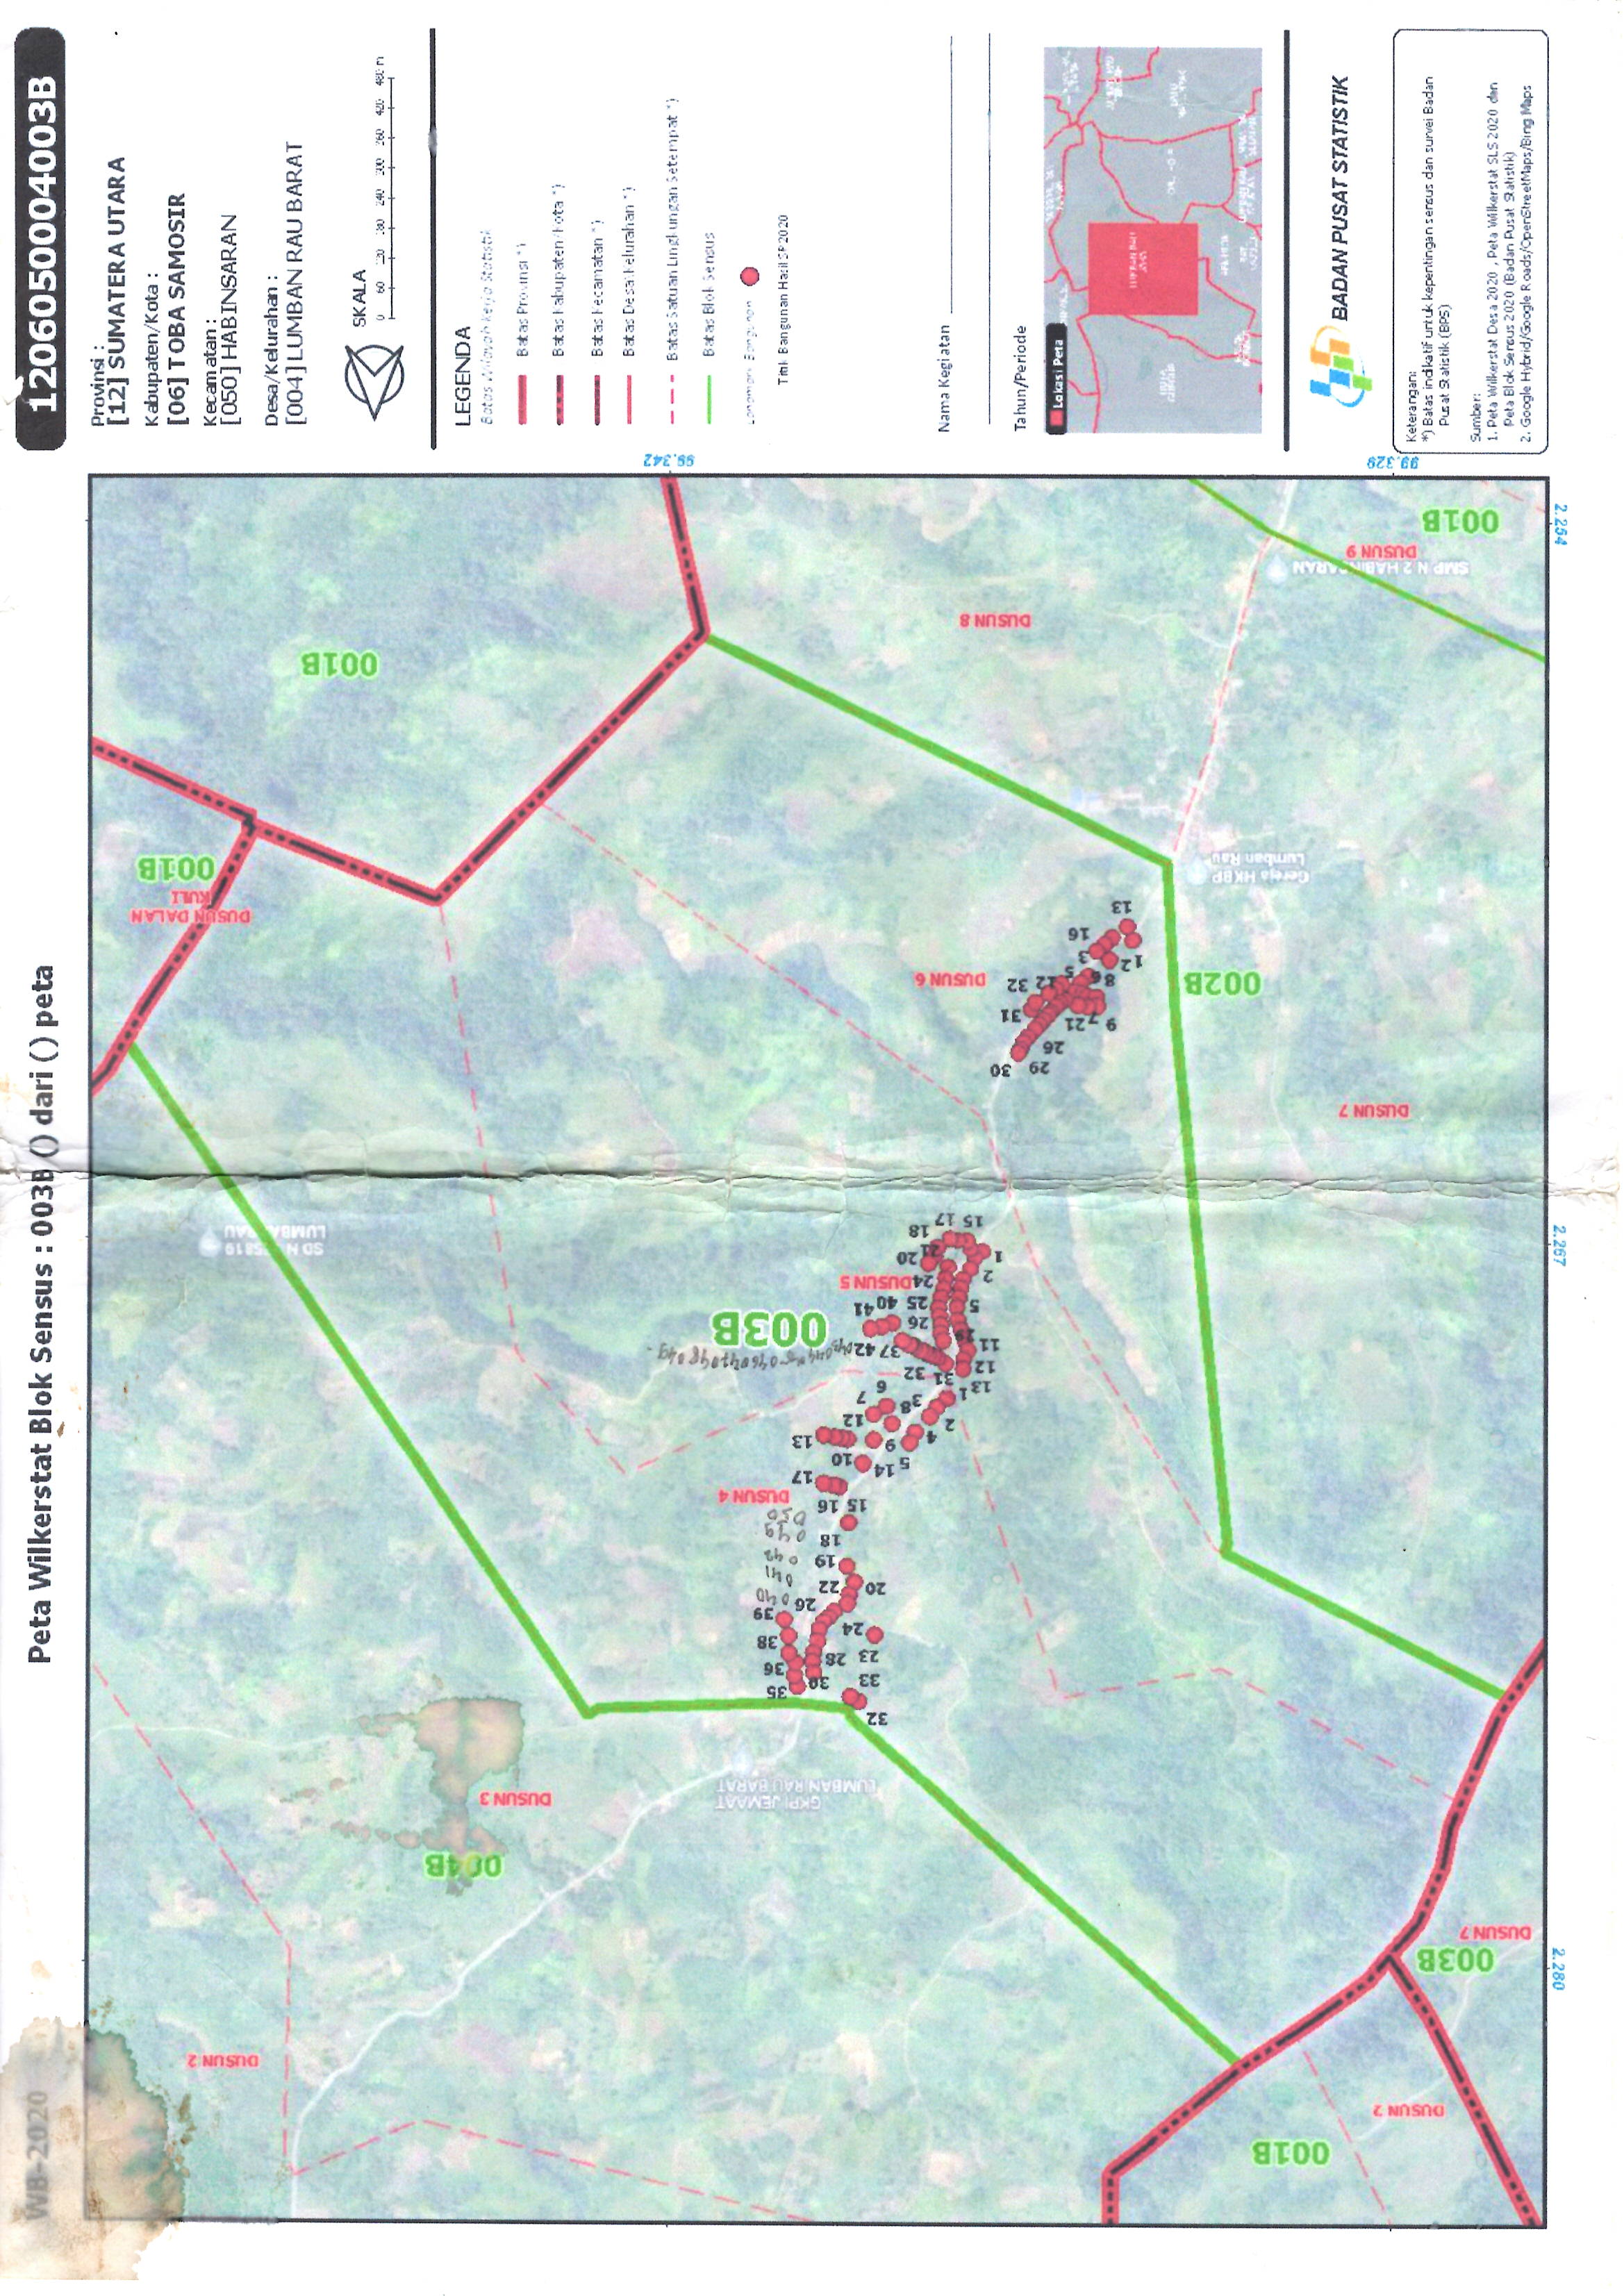 WB-2020
Peta Wilkerstat Blok Sensus : 003B () dari () peta
1206050004003B
Provinsi :
[12] SUMATERA UTARA
Kabupaten/Kota :
[06] TOBA SAMOSIR
Kecamatan :
[050] HABINSARAN
Desa/Kelurahan :
[004] LUMBAN RAU BARAT
SKALA
0 60 120 180 240 300 360 420 480 m
LEGENDA
Batas Wilayah Kerja Statistik
Batas Provinsi *)
Batas Kabupaten/Kota *)
Batas Kecamatan *)
Batas Desa/Kelurahan *)
Batas Satuan Lingkungan Setempat *)
Batas Blok Sensus
Landmark Bangunan
Titik Bangunan Hasil SP2020
Nama Kegiatan
Tahun/Periode
Lokasi Peta
BADAN PUSAT STATISTIK
Keterangan:
*) Batas indikatif untuk kepentingan sensus dan survei Badan
Pusat Statistik (BPS)
Sumber:
1. Peta Wilkerstat Desa 2020 , Peta Wilkerstat SLS 2020 dan
Peta Blok Sensus 2020 (Badan Pusat Statistik)
2. Google Hybrid/Google Roads/OpenStreetMaps/Bing Maps
DUSUN 2
004B
DUSUN 3
DUSUN DALAN
KULI
001B
001B
GKPI JEMAAT
LUMBAN RAU BARAT
LUMBAN RAU
DUSUN 4
003B
DUSUN 5
DUSUN 6
DUSUN 8
002B
Gereja HKBP
Lumban Rau
SMP N 2 HABINSARAN
DUSUN 9
001B
DUSUN 7
001B
DUSUN 2
003B
DUSUN 7
35
36
38
39
040
041
30
28
26
22
19
18
16
17
13
32
33
23
24
20
15
10
12
7
6
14
9
5
4
2
1
38
31
32
37
42
41
40
26
25
24
20
21
18
17
15
13
12
11
5
2
1
30
29
26
31
32
12
21
7
9
5
3
16
8
12
13
99.342
99.329
2.280
2.267
2.254